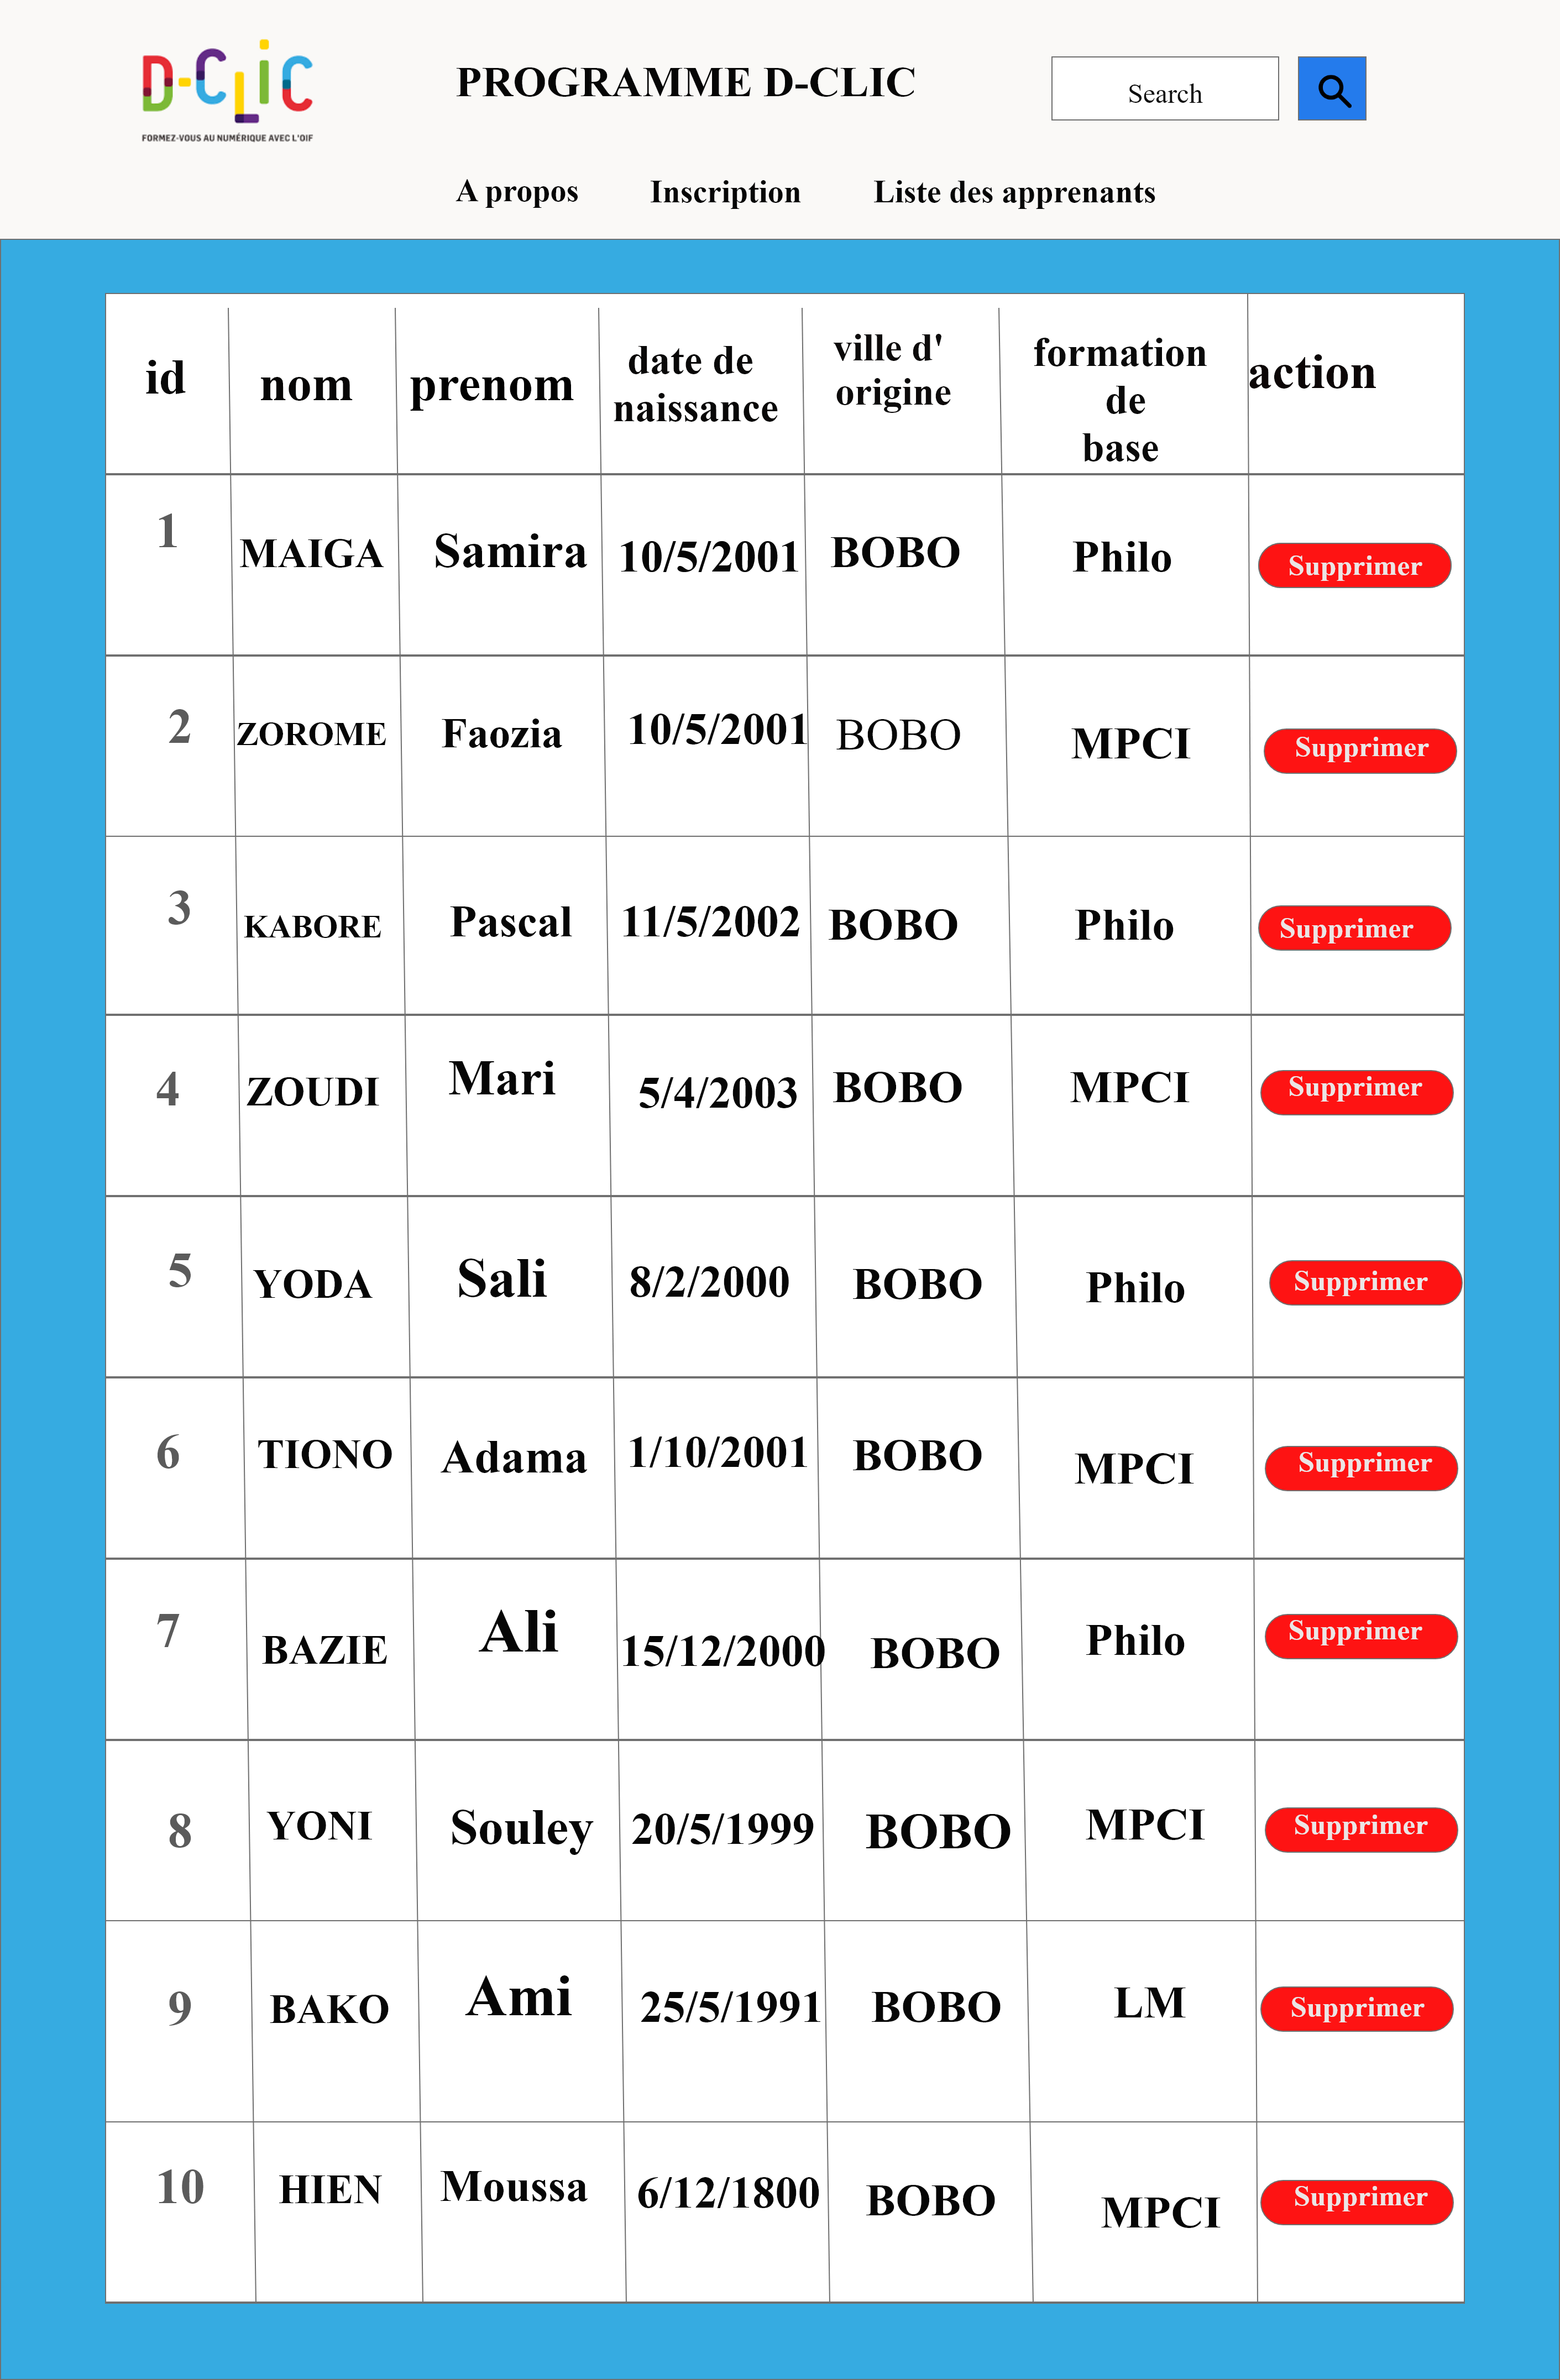 D-CLIC
FORMEZ-VOUS AU NUMÉRIQUE AVEC L'OIF
PROGRAMME D-CLIC
Search
A propos Inscription Liste des apprenants
id nom prenom date de naissance ville d' origine formation de base action
1 MAIGA Samira 10/5/2001 BOBO Philo Supprimer
2 ZOROME Faozia 10/5/2001 BOBO MPCI Supprimer
3 KABORE Pascal 11/5/2002 BOBO Philo Supprimer
4 ZOUDI Mari 5/4/2003 BOBO MPCI Supprimer
5 YODA Sali 8/2/2000 BOBO Philo Supprimer
6 TIONO Adama 1/10/2001 BOBO MPCI Supprimer
7 BAZIE Ali 15/12/2000 BOBO Philo Supprimer
8 YONI Souley 20/5/1999 BOBO MPCI Supprimer
9 BAKO Ami 25/5/1991 BOBO LM Supprimer
10 HIEN Moussa 6/12/1800 BOBO MPCI Supprimer